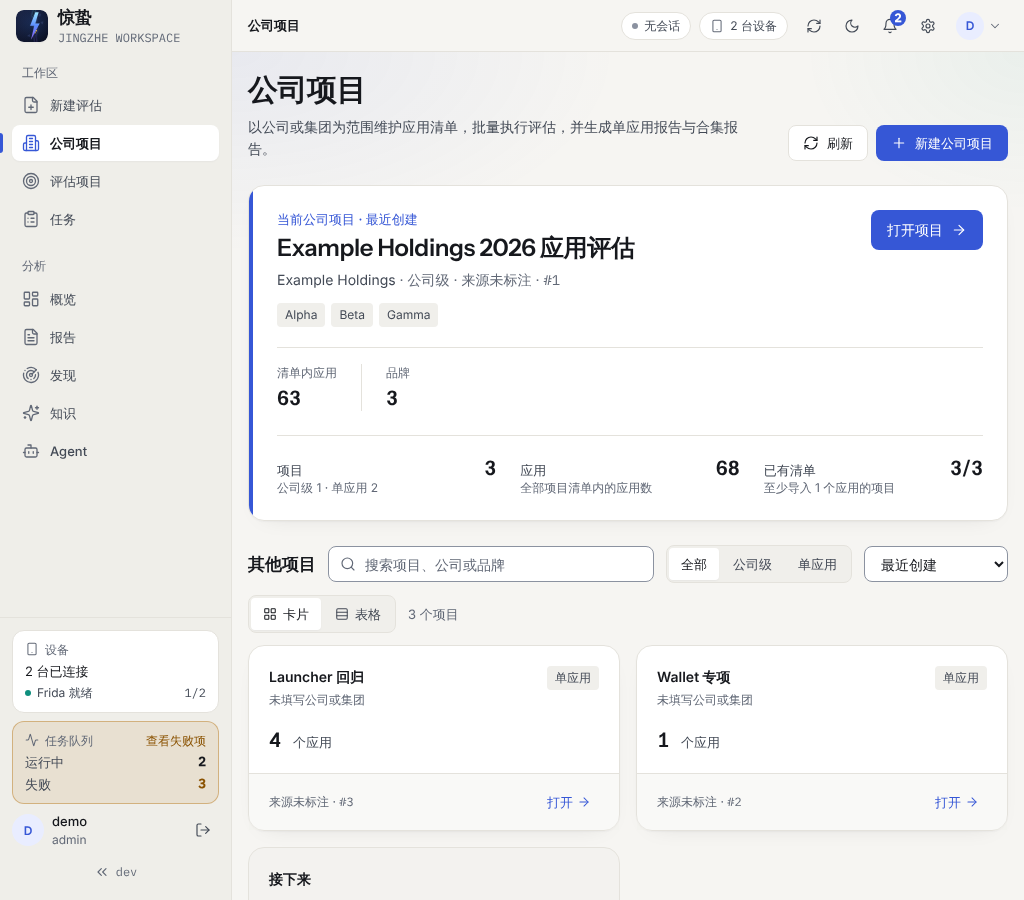 惊蛰
JINGZHE WORKSPACE
工作区
新建评估
公司项目
评估项目
任务
分析
概览
报告
发现
知识
Agent
设备
2 台已连接
Frida 就绪 1/2
任务队列 查看失败项
运行中 2
失败 3
D demo
admin
dev
公司项目 无会话 2 台设备 2 D
公司项目
以公司或集团为范围维护应用清单，批量执行评估，并生成单应用报告与合集报
告。
刷新 新建公司项目
当前公司项目 · 最近创建
Example Holdings 2026 应用评估
打开项目
Example Holdings · 公司级 · 来源未标注 · #1
Alpha Beta Gamma
清单内应用 品牌
63 3
项目 3 应用 68 已有清单 3/3
公司级 1 · 单应用 2 全部项目清单内的应用数 至少导入 1 个应用的项目
其他项目 搜索项目、公司或品牌 全部 公司级 单应用 最近创建
卡片 表格 3 个项目
Launcher 回归 单应用
未填写公司或集团
4 个应用
来源未标注 · #3 打开
Wallet 专项 单应用
未填写公司或集团
1 个应用
来源未标注 · #2 打开
接下来